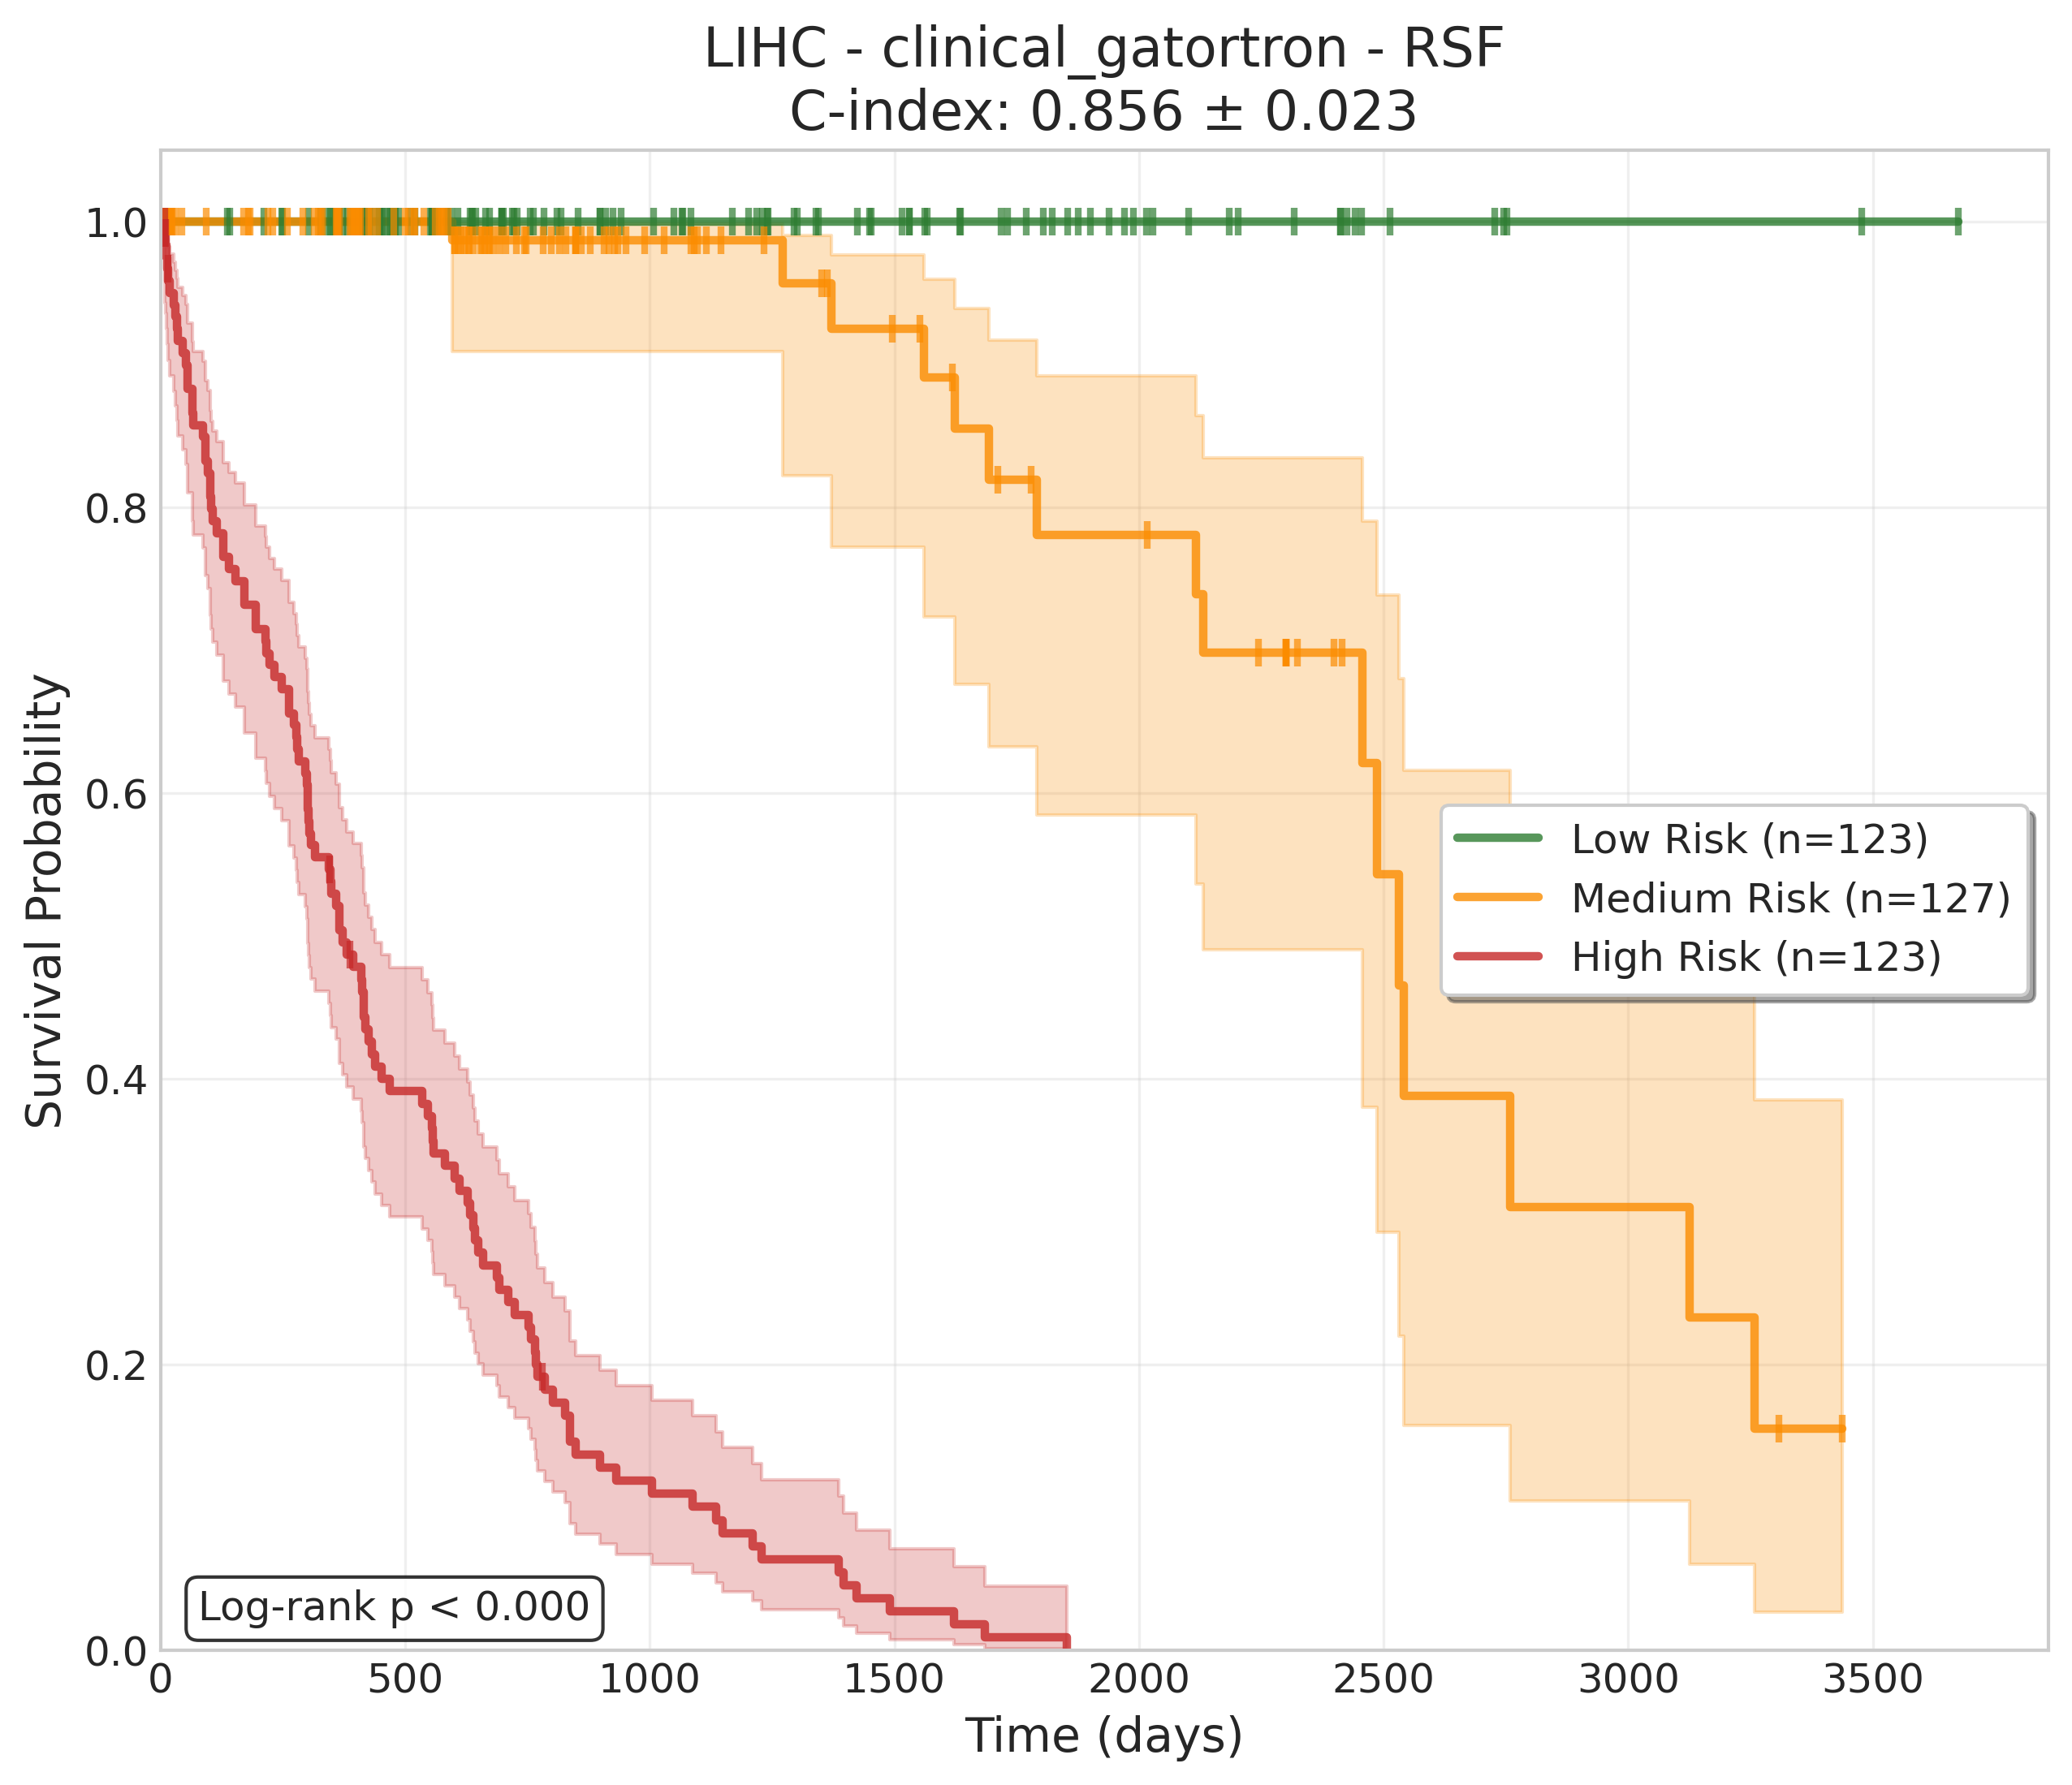 LIHC - clinical_gatortron - RSF
C-index: 0.856 ± 0.023
Survival Probability
1.0
0.8
0.6
0.4
0.2
0.0
Low Risk (n=123)
Medium Risk (n=127)
High Risk (n=123)
Log-rank p < 0.000
0 500 1000 1500 2000 2500 3000 3500
Time (days)